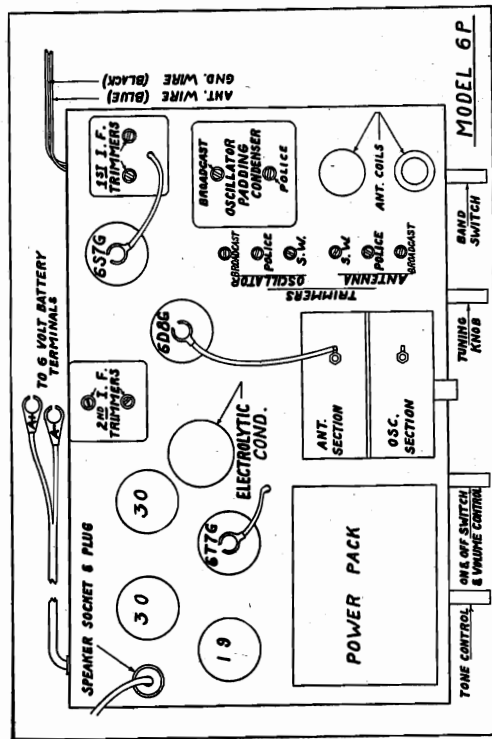 GND. WIRE (BLACK)
ANT. WIRE (BLUE)
TO 6 VOLT BATTERY
TERMINALS
A+
A-
SPEAKER SOCKET & PLUG
1ST I.F.
TRIMMERS
6S7G
2ND I.F.
TRIMMERS
6D8G
30
30
19
6T7G
ELECTROLYTIC
COND.
BROADCAST
OSCILLATOR
PADDING
CONDENSER
POLICE
BROADCAST
POLICE
S.W.
OSCILLATOR
TRIMMERS
S.W.
POLICE
BROADCAST
ANTENNA
ANT. COILS
ANT.
SECTION
OSC.
SECTION
POWER PACK
TONE CONTROL
ON & OFF SWITCH
& VOLUME CONTROL
TUNING
KNOB
BAND
SWITCH
MODEL 6P